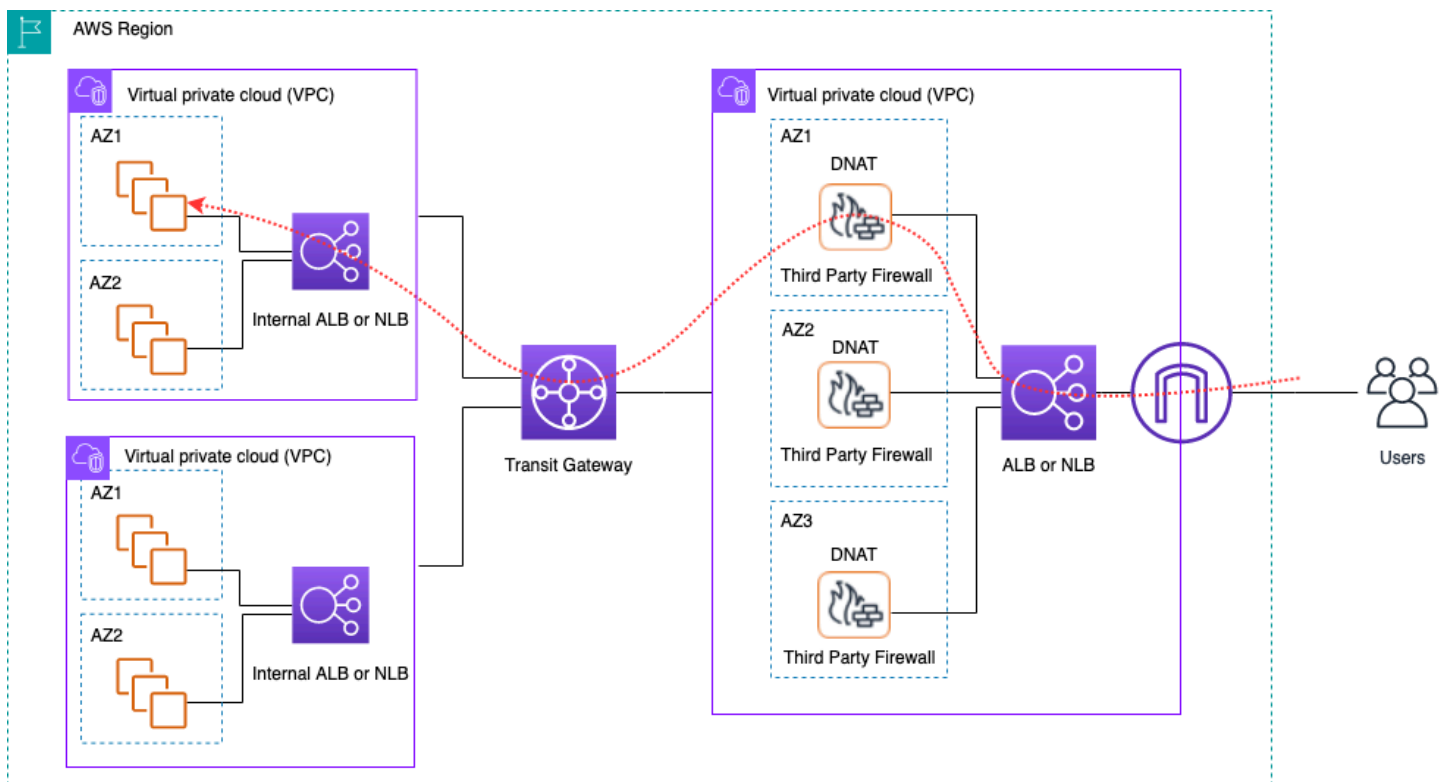 AWS Region
Virtual private cloud (VPC)
AZ1
AZ2
Internal ALB or NLB
Virtual private cloud (VPC)
AZ1
AZ2
Internal ALB or NLB
Transit Gateway
Virtual private cloud (VPC)
AZ1
DNAT
Third Party Firewall
AZ2
DNAT
Third Party Firewall
AZ3
DNAT
Third Party Firewall
ALB or NLB
Users